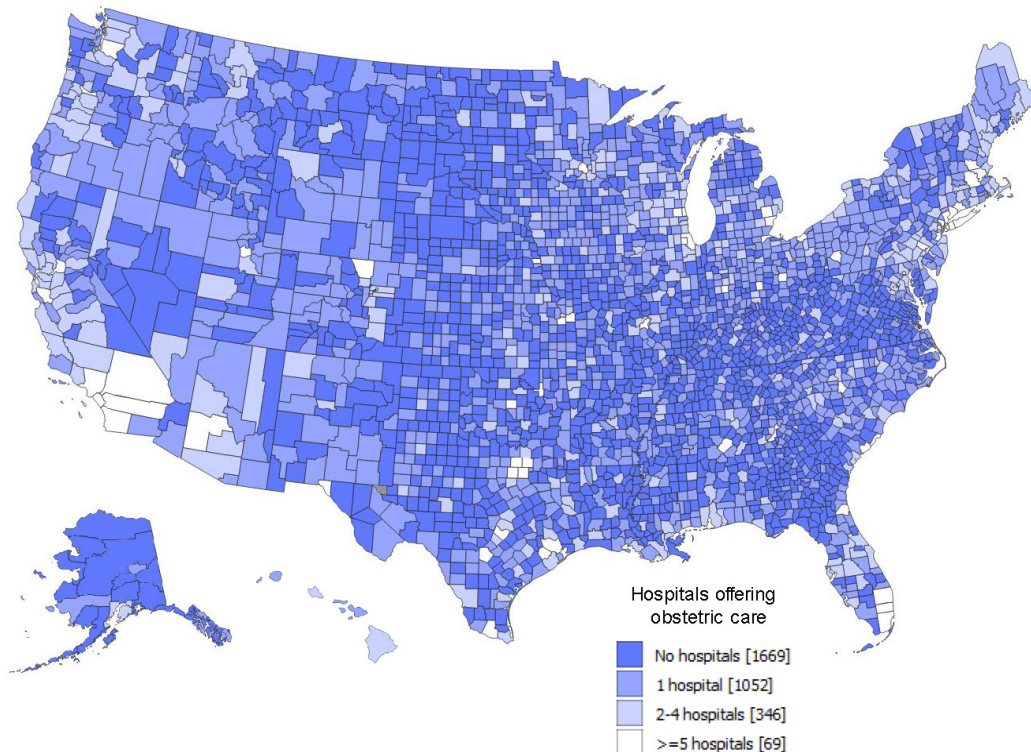 Hospitals offering
obstetric care
No hospitals [1669]
1 hospital [1052]
2-4 hospitals [346]
>=5 hospitals [69]